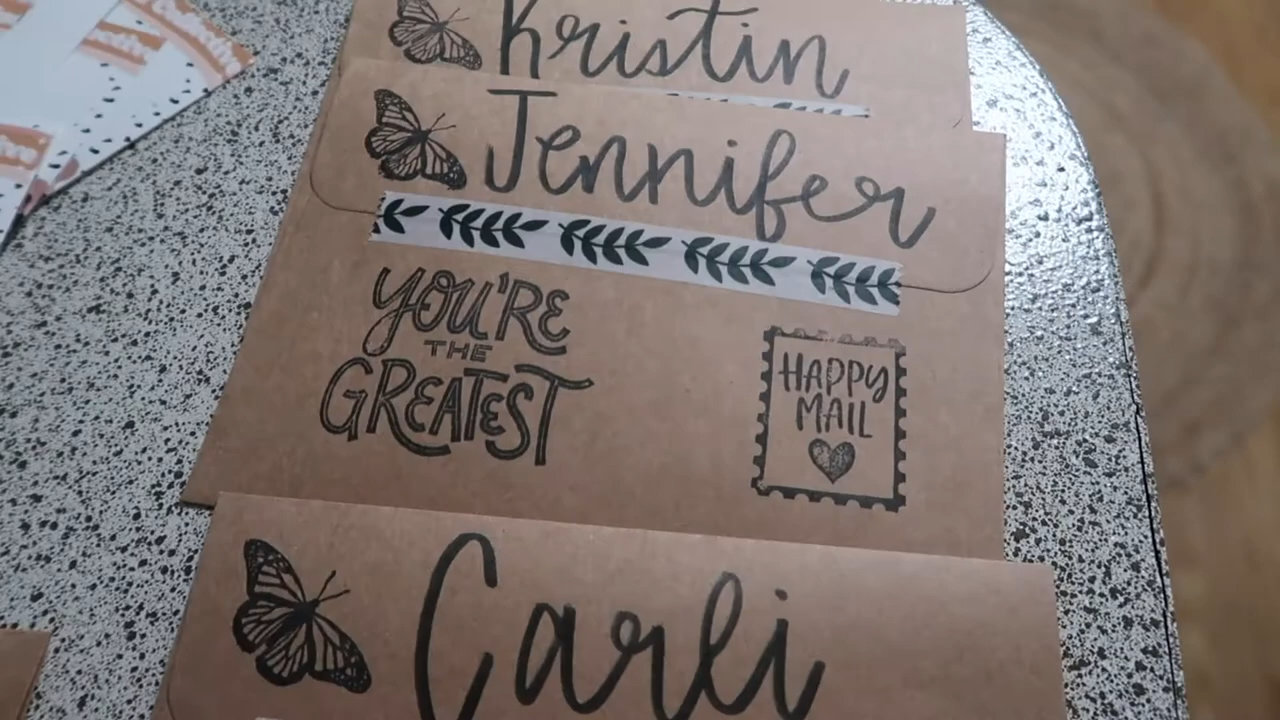 Kristin
Jennifer
YOU'RE
THE
GREATEST
HAPPY
MAIL
Carli